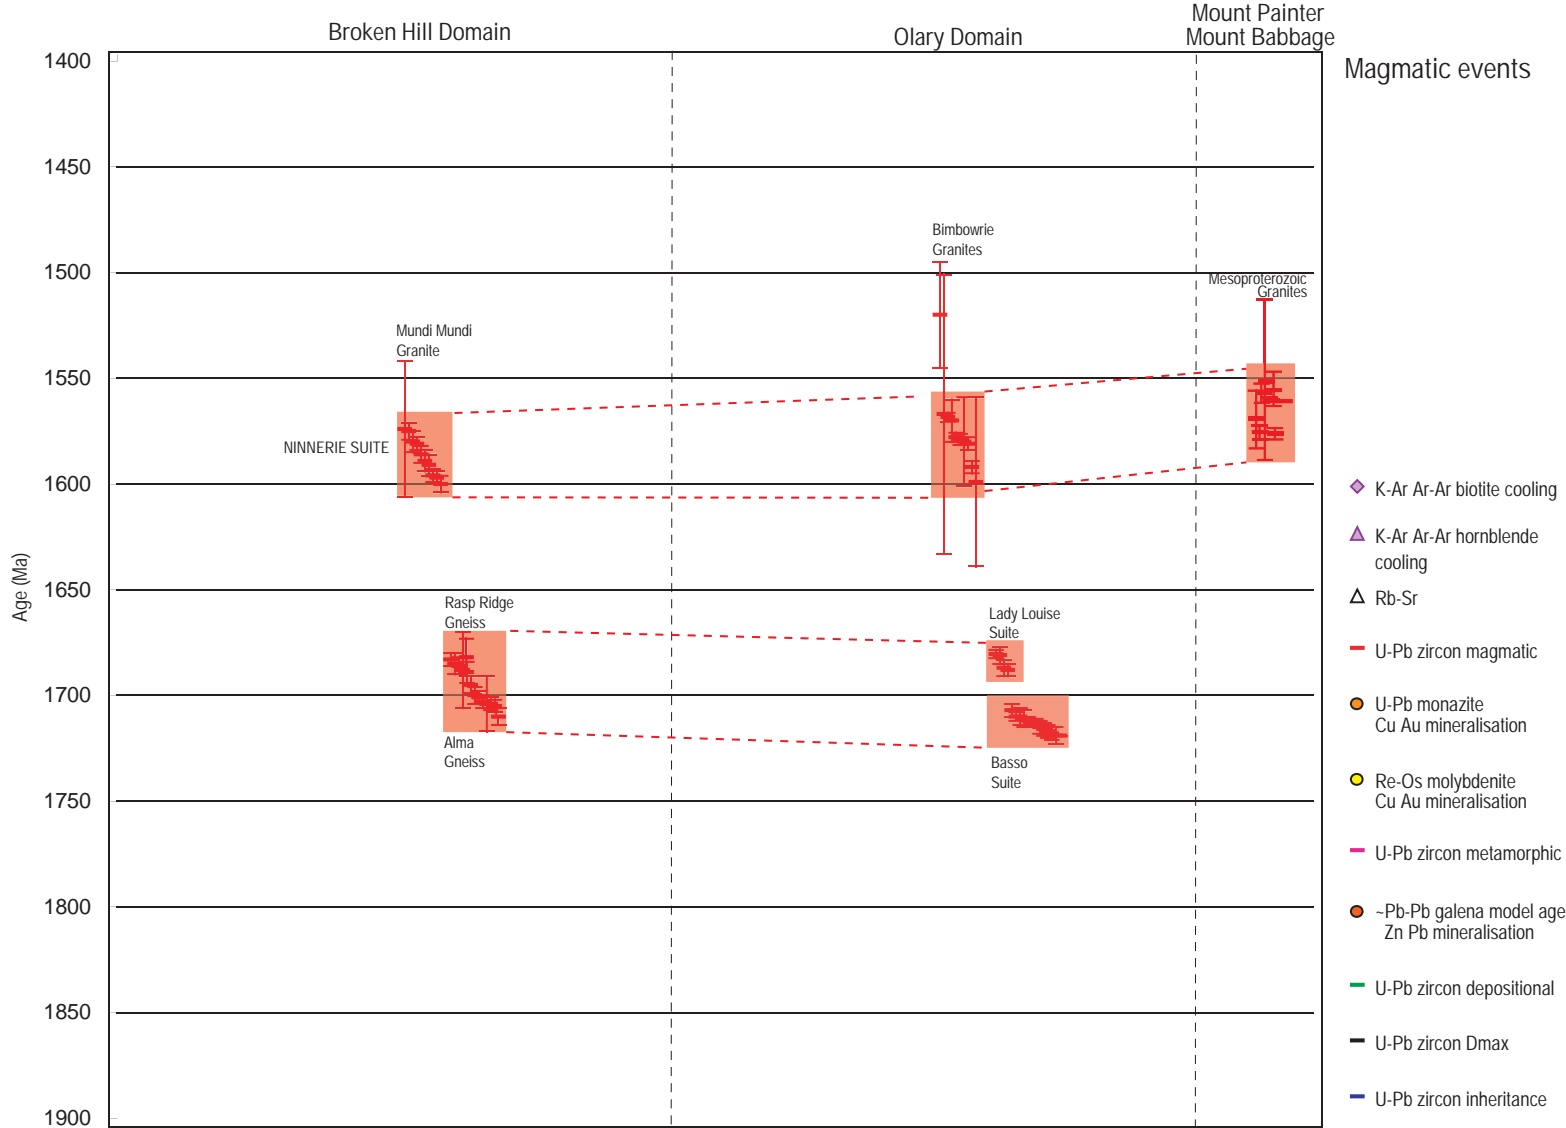 Broken Hill Domain
Olary Domain
Mount Painter
Mount Babbage
Magmatic events
1400
1450
1500
1550
1600
1650
1700
1750
1800
1850
1900
Age (Ma)
Mundi Mundi
Granite
NINNERIE SUITE
Bimbowrie
Granites
Mesoproterozoic
Granites
Rasp Ridge
Gneiss
Alma
Gneiss
Lady Louise
Suite
Basso
Suite
K-Ar Ar-Ar biotite cooling
K-Ar Ar-Ar hornblende
cooling
Rb-Sr
U-Pb zircon magmatic
U-Pb monazite
Cu Au mineralisation
Re-Os molybdenite
Cu Au mineralisation
U-Pb zircon metamorphic
~Pb-Pb galena model age
Zn Pb mineralisation
U-Pb zircon depositional
U-Pb zircon Dmax
U-Pb zircon inheritance